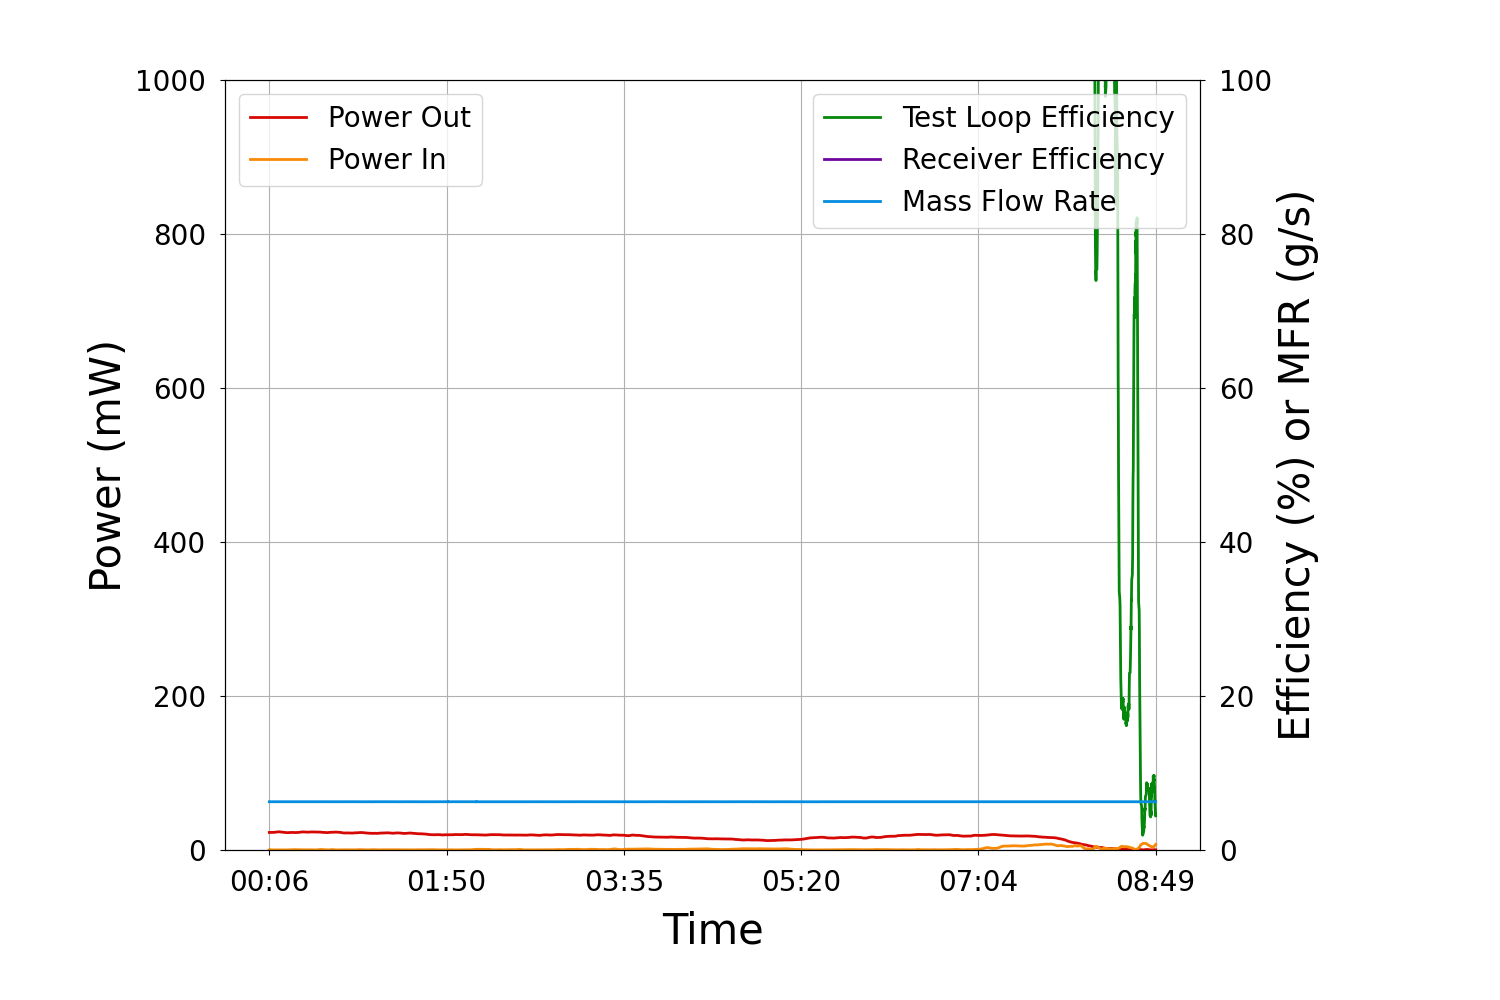 Power Out
Power In
Test Loop Efficiency
Receiver Efficiency
Mass Flow Rate
1000
800
600
400
200
0
Power (mW)
100
80
60
40
20
0
Efficiency (%) or MFR (g/s)
00:06 01:50 03:35 05:20 07:04 08:49
Time